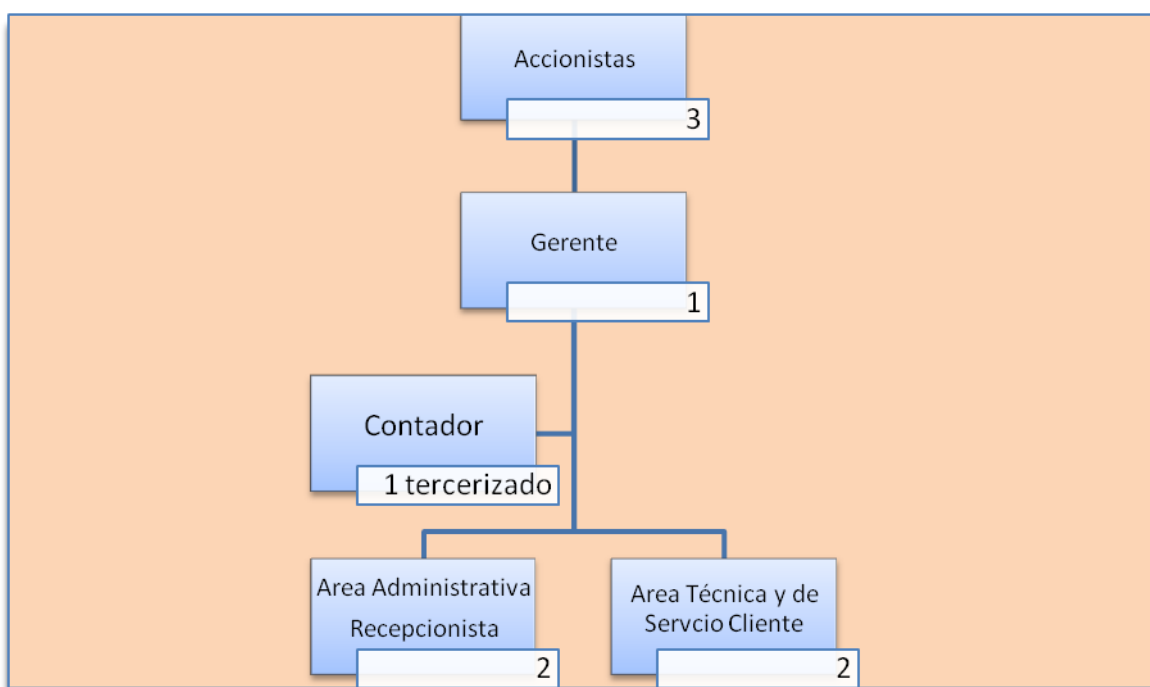 Accionistas
3
Gerente
1
Contador
1 tercerizado
Area Administrativa
Recepcionista
2
Area Técnica y de
Servcio Cliente
2